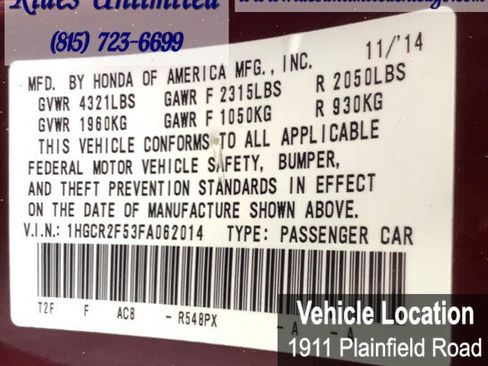 Rides Unlimited
(815) 723-6699
11/'14
MFD. BY HONDA OF AMERICA MFG., INC.
GVWR 4321LBS GAWR F 2315LBS R 2050LBS
GVWR 1960KG GAWR F 1050KG R 930KG
THIS VEHICLE CONFORMS TO ALL APPLICABLE
FEDERAL MOTOR VEHICLE SAFETY, BUMPER,
AND THEFT PREVENTION STANDARDS IN EFFECT
ON THE DATE OF MANUFACTURE SHOWN ABOVE.
V.I.N.: 1HGCR2F53FA062014 TYPE: PASSENGER CAR
T2F F AC8 - R548PX - A - A
Vehicle Location
1911 Plainfield Road